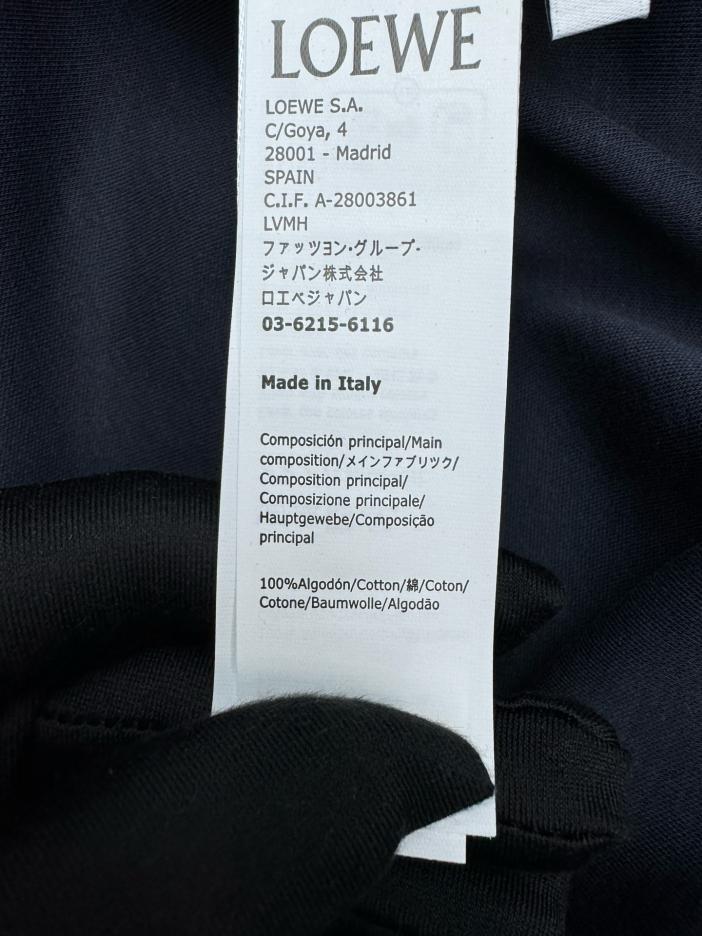 LOEWE
LOEWE S.A.
C/Goya, 4
28001 - Madrid
SPAIN
C.I.F. A-28003861
LVMH
ファッツヨン･グループ･
ジャパン株式会社
ロエベジャパン
03-6215-6116
Made in Italy
Composición principal/Main
composition/メインファブリツク/
Composition principal/
Composizione principale/
Hauptgewebe/Composição
principal
100%Algodón/Cotton/綿/Coton/
Cotone/Baumwolle/Algodão